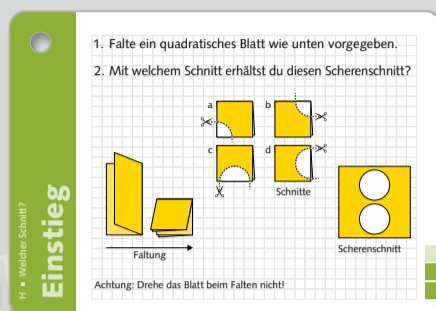 1. Falte ein quadratisches Blatt wie unten vorgegeben.
2. Mit welchem Schnitt erhältst du diesen Scherenschnitt?
a
b
c
d
Schnitte
Faltung
Scherenschnitt
Achtung: Drehe das Blatt beim Falten nicht!
H ▪ Welcher Schnitt?
Einstieg